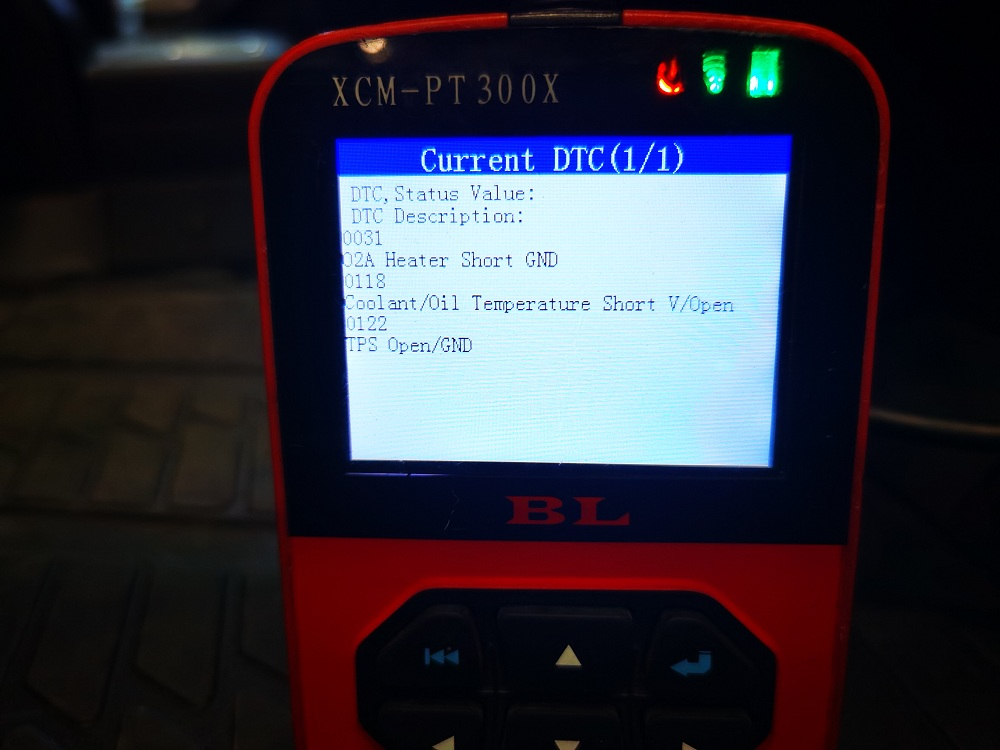 XCM-PT300X
Current DTC(1/1)
DTC,Status Value:
DTC Description:
0031
O2A Heater Short GND
0118
Coolant/Oil Temperature Short V/Open
0122
TPS Open/GND
BL